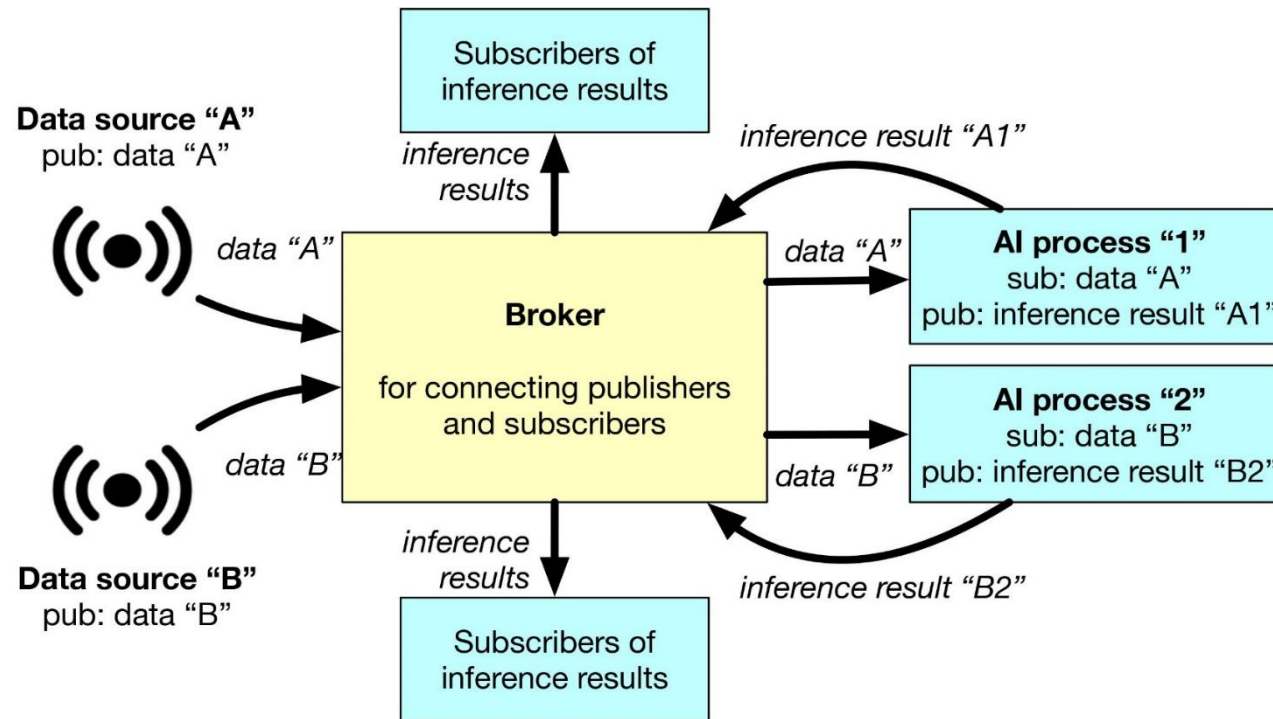 Subscribers of
inference results
Data source “A”
pub: data “A”
inference
results
inference result “A1”
data “A”
data “A”
AI process “1”
sub: data “A”
pub: inference result “A1”
Broker
for connecting publishers
and subscribers
AI process “2”
sub: data “B”
pub: inference result “B2”
data “B”
data “B”
Data source “B”
pub: data “B”
inference
results
inference result “B2”
Subscribers of
inference results